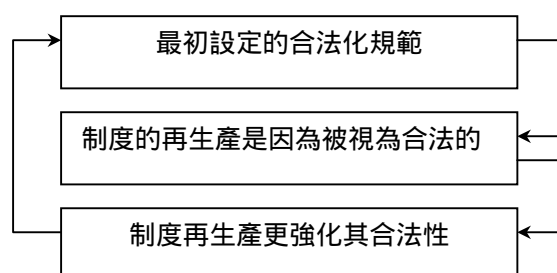 最初設定的合法化規範
制度的再生產是因為被視為合法的
制度再生產更強化其合法性